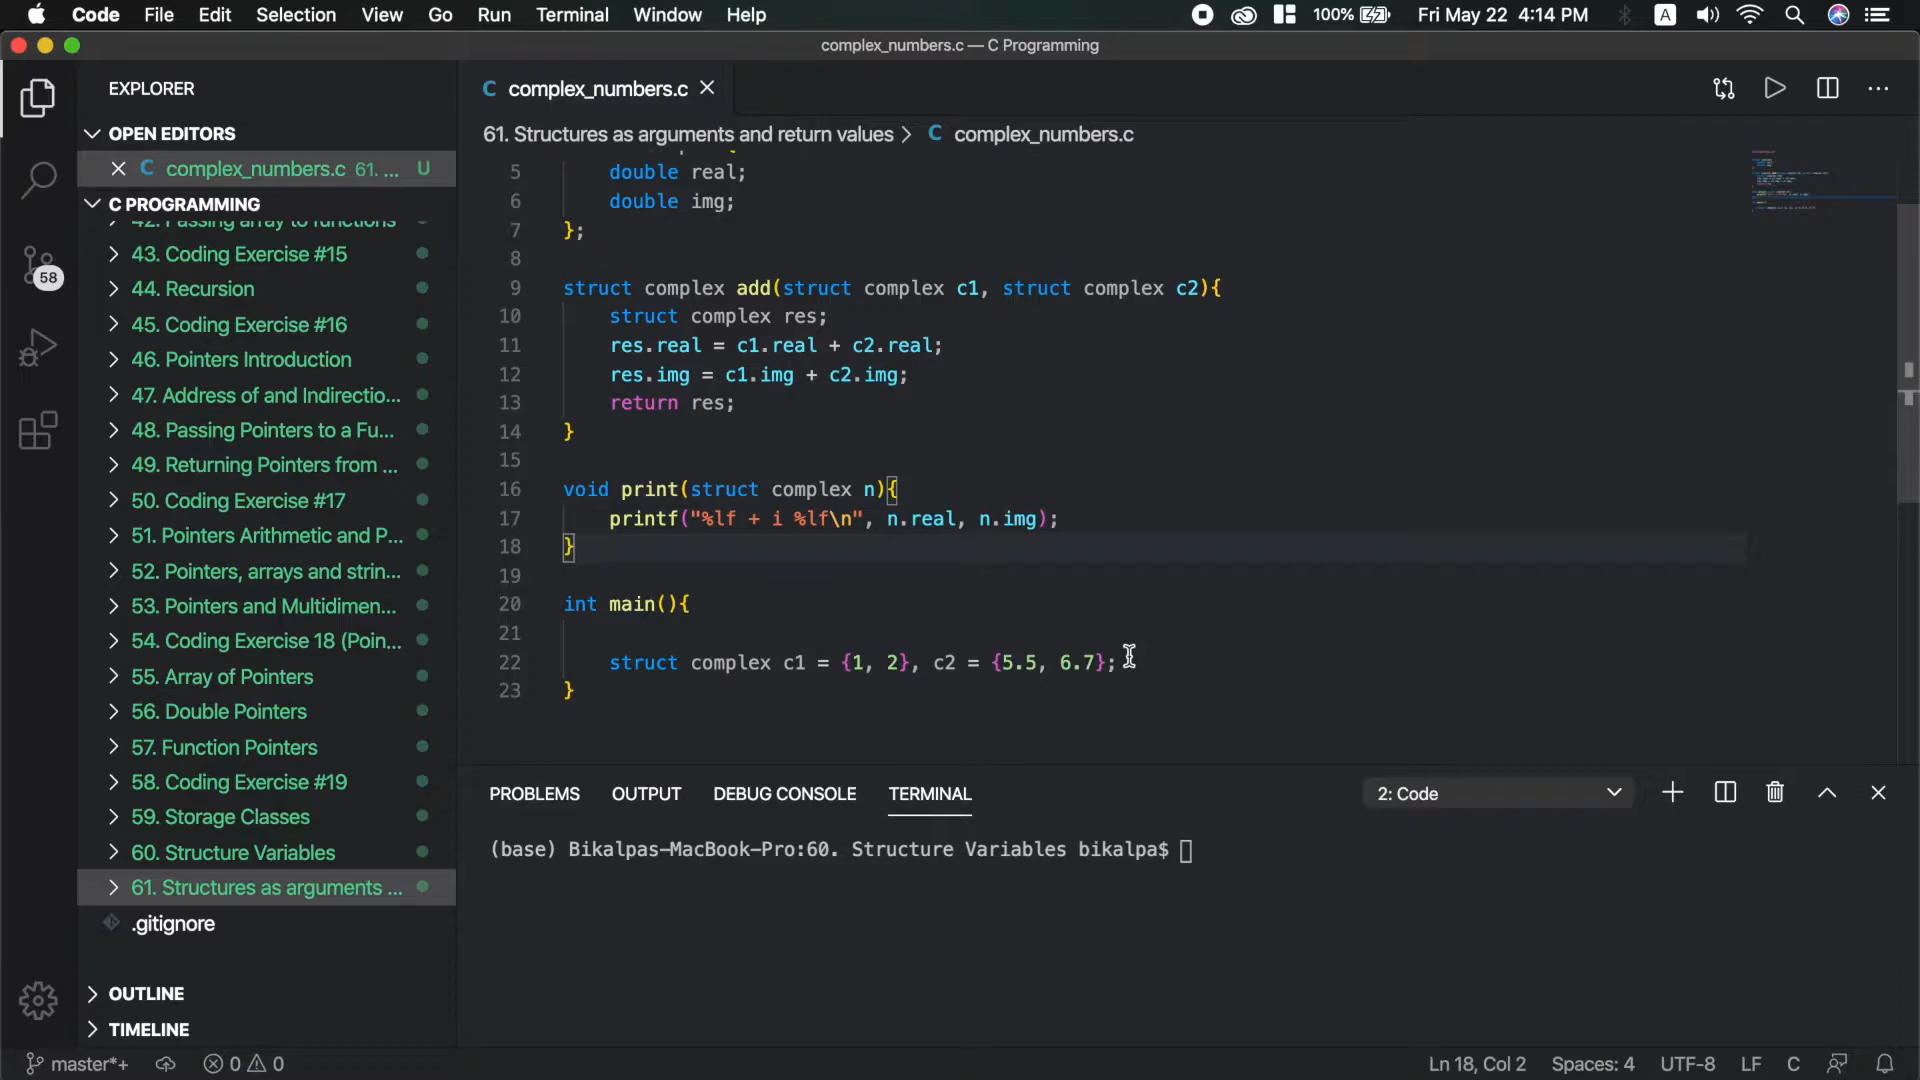 Code File Edit Selection View Go Run Terminal Window Help 100% Fri May 22 4:14 PM
complex_numbers.c — C Programming
EXPLORER
OPEN EDITORS
complex_numbers.c 61. ... U
C PROGRAMMING
42. Passing array to functions
43. Coding Exercise #15
44. Recursion
45. Coding Exercise #16
46. Pointers Introduction
47. Address of and Indirectio...
48. Passing Pointers to a Fu...
49. Returning Pointers from ...
50. Coding Exercise #17
51. Pointers Arithmetic and P...
52. Pointers, arrays and strin...
53. Pointers and Multidimen...
54. Coding Exercise 18 (Poin...
55. Array of Pointers
56. Double Pointers
57. Function Pointers
58. Coding Exercise #19
59. Storage Classes
60. Structure Variables
61. Structures as arguments ...
.gitignore
OUTLINE
TIMELINE
58
complex_numbers.c
61. Structures as arguments and return values > complex_numbers.c
5 double real;
6 double img;
7 };
8
9 struct complex add(struct complex c1, struct complex c2){
10 struct complex res;
11 res.real = c1.real + c2.real;
12 res.img = c1.img + c2.img;
13 return res;
14 }
15
16 void print(struct complex n){
17 printf("%lf + i %lf\n", n.real, n.img);
18 }
19
20 int main(){
21
22 struct complex c1 = {1, 2}, c2 = {5.5, 6.7};
23 }
PROBLEMS OUTPUT DEBUG CONSOLE TERMINAL 2: Code
(base) Bikalpas-MacBook-Pro:60. Structure Variables bikalpa$
master*+ 0 0 Ln 18, Col 2 Spaces: 4 UTF-8 LF C